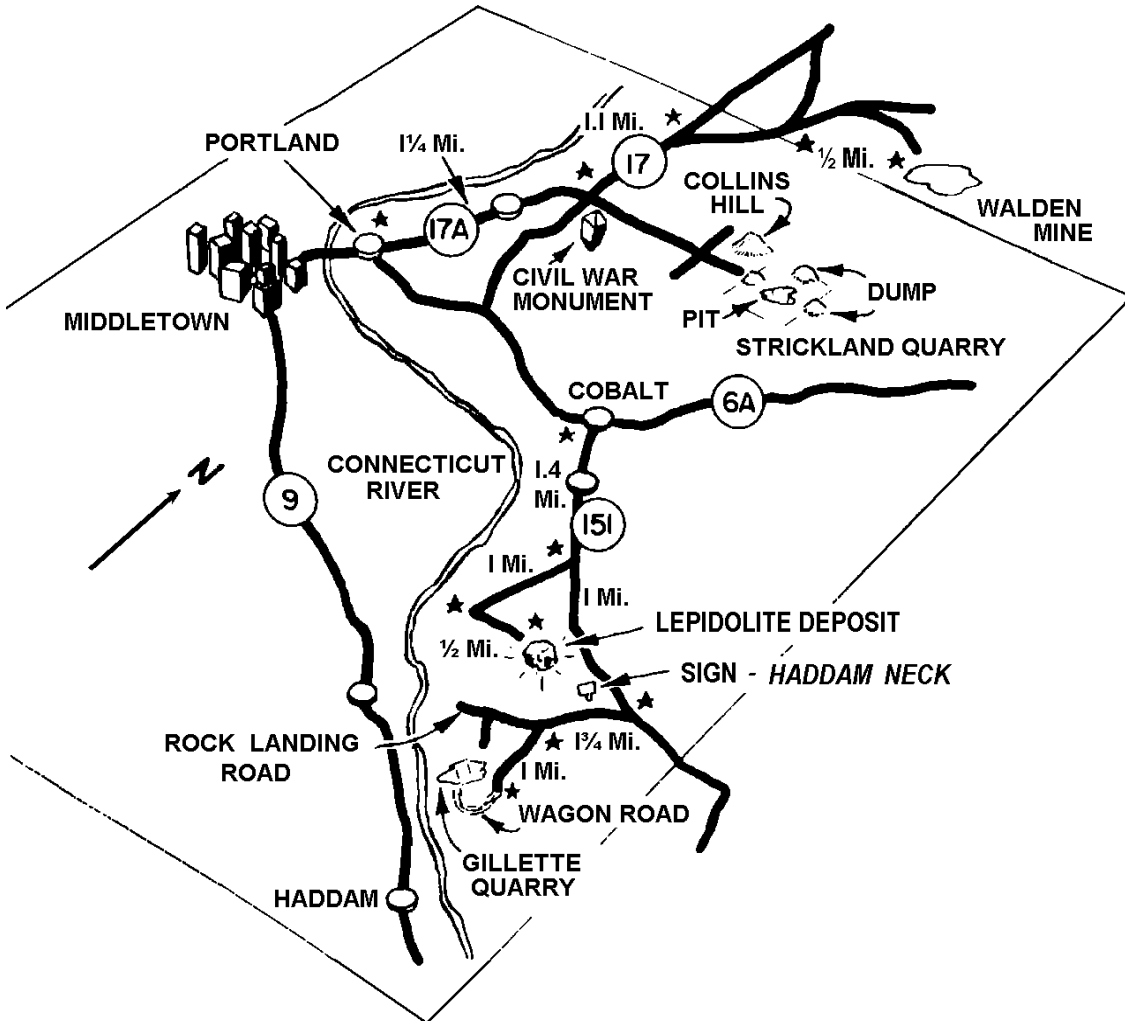 1.1 Mi.
PORTLAND
1¼ Mi.
17
½ Mi.
COLLINS
HILL
WALDEN
MINE
17A
CIVIL WAR
MONUMENT
DUMP
PIT
MIDDLETOWN
STRICKLAND QUARRY
COBALT
6A
N
CONNECTICUT
RIVER
1.4
Mi.
9
151
1 Mi.
1 Mi.
LEPIDOLITE DEPOSIT
½ Mi.
SIGN - HADDAM NECK
ROCK LANDING
ROAD
1¾ Mi.
1 Mi.
WAGON ROAD
GILLETTE
QUARRY
HADDAM